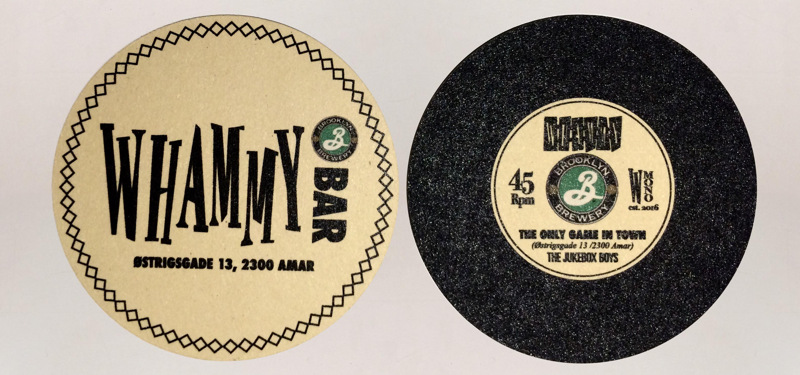 WHAMMY
BAR
BROOKLYN
B
BREWERY
ØSTRIGSGADE 13, 2300 AMAR
BROOKLYN
B
BREWERY
45
Rpm
W
MONO
est. 2016
THE ONLY GAME IN TOWN
(Østrigsgade 13 /2300 Amar)
THE JUKEBOX BOYS